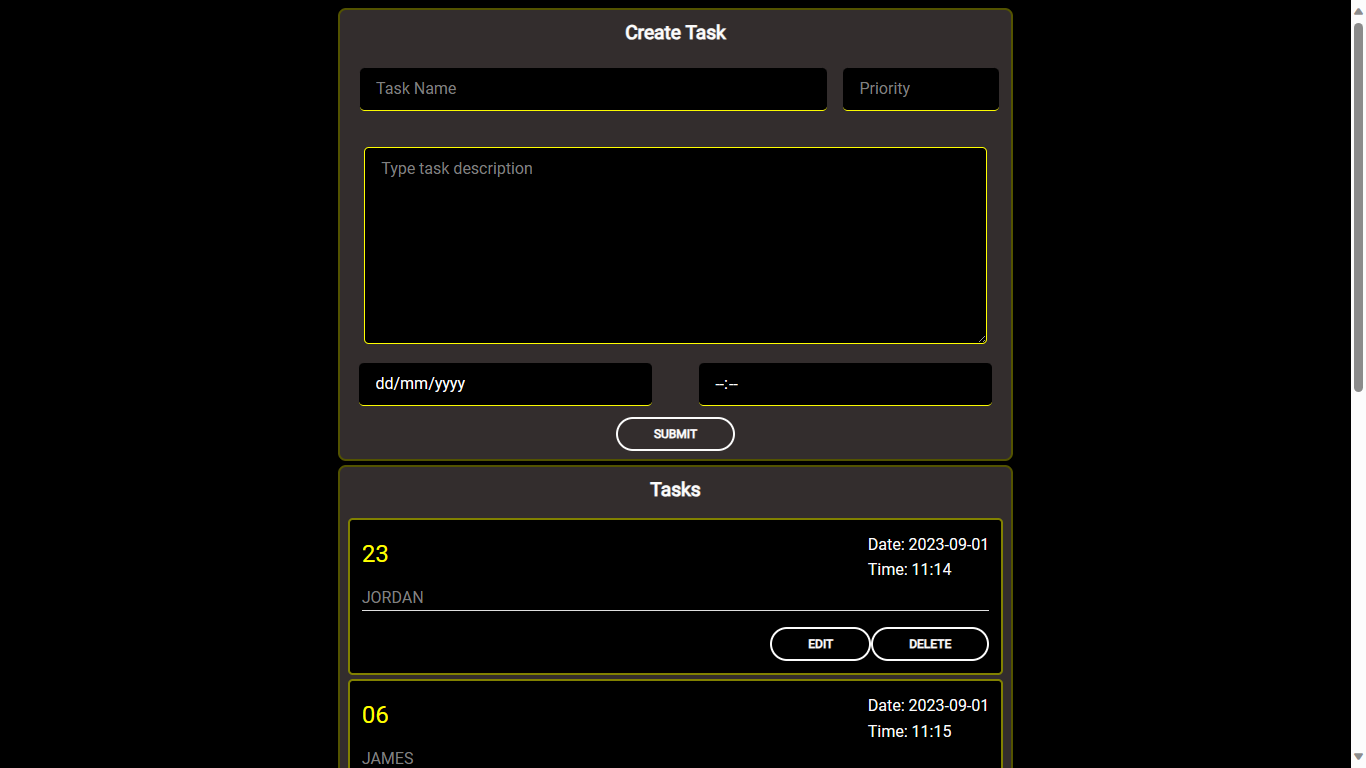 Create Task
Task Name Priority
Type task description
dd/mm/yyyy --:--
SUBMIT
Tasks
23 Date: 2023-09-01
Time: 11:14
JORDAN
EDIT DELETE
06 Date: 2023-09-01
Time: 11:15
JAMES